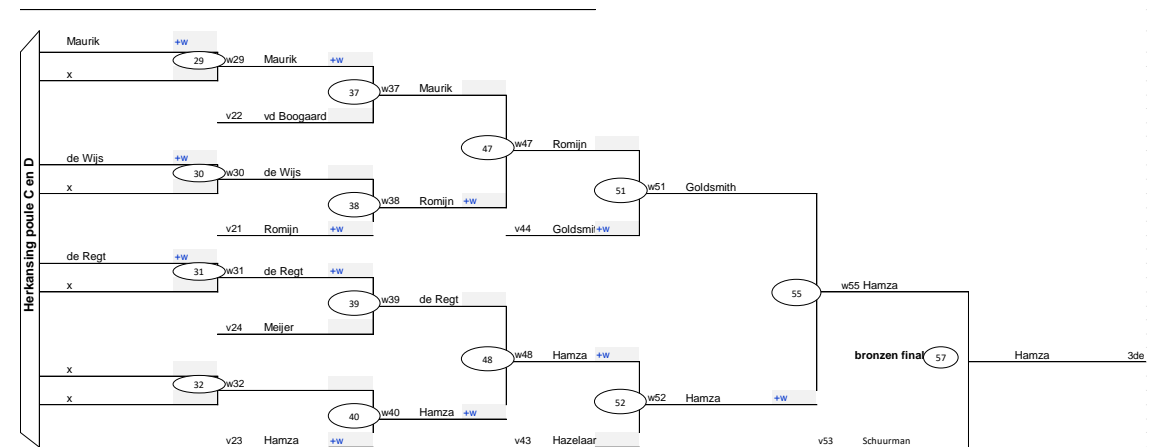 Herkansing poule C en D
Maurik +w
29 w29 Maurik +w
x
37 w37 Maurik
v22 vd Boogaard
47 w47 Romijn
de Wijs +w
30 w30 de Wijs
x
51 w51 Goldsmith
38 w38 Romijn +w
v21 Romijn +w
v44 Goldsmi +w
de Regt +w
31 w31 de Regt +w
x
55 w55 Hamza
39 w39 de Regt
v24 Meijer
48 w48 Hamza +w
bronzen final 57 Hamza 3de
x
32 w32
x
52 w52 Hamza +w
40 w40 Hamza +w
v23 Hamza +w
v43 Hazelaar
v53 Schuurman